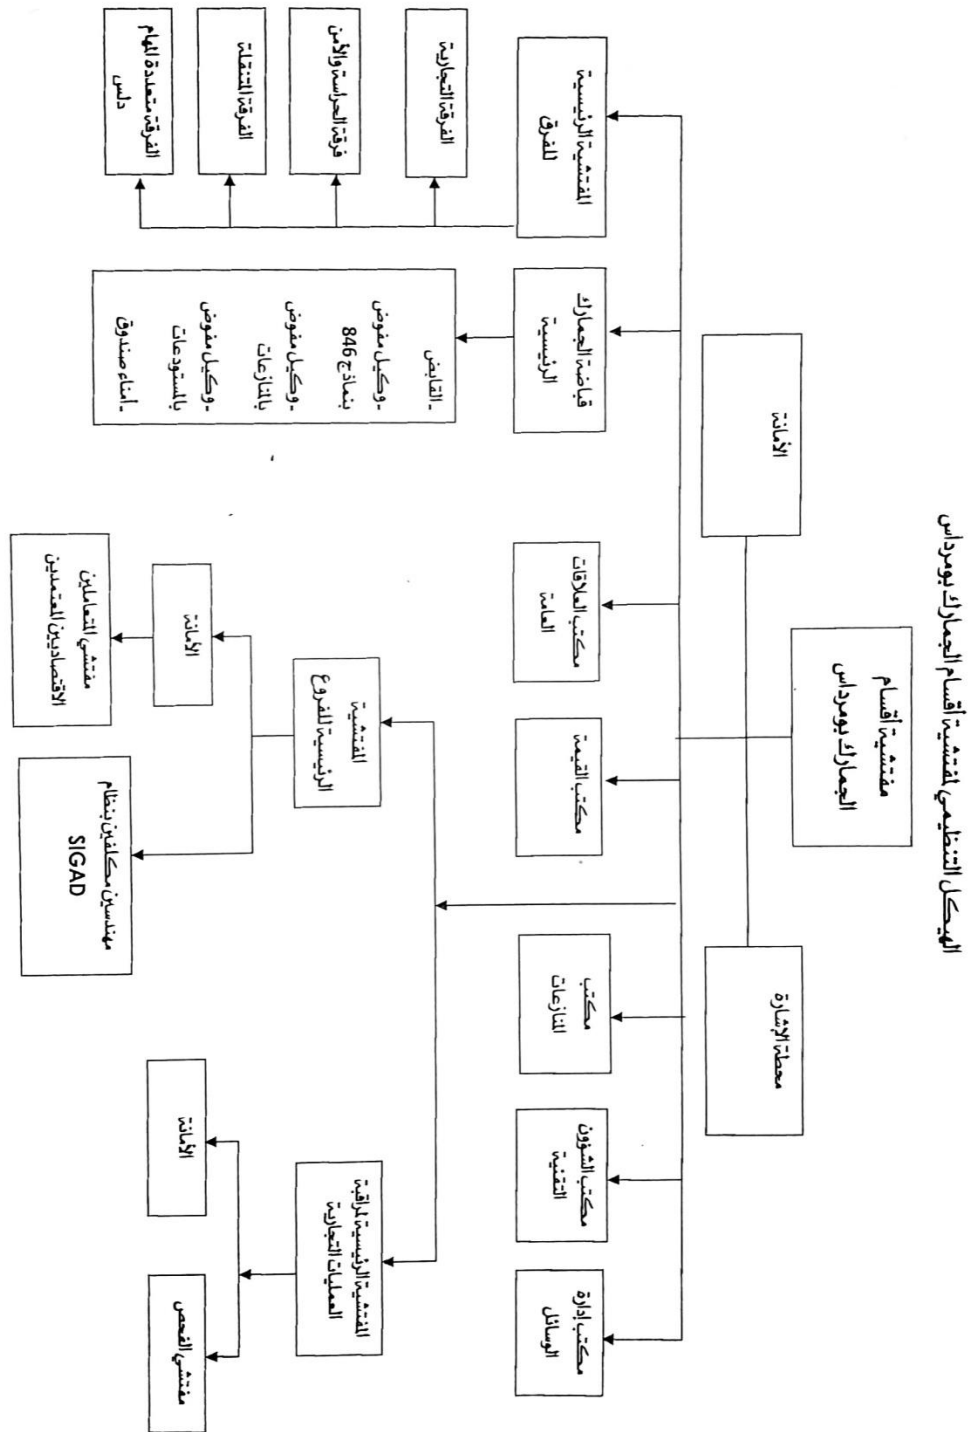 الهيكل التنظيمي لمفتشية أقسام الجمارك بومرداس
مفتشية أقسام
الجمارك بومرداس
محطة الإشارة
الأمانة
مكتب إدارة
الوسائل
مكتب الشؤون
التقنية
مكتب
المنازعات
مكتب القيمة
مكتب العلاقات
العامة
قباضة الجمارك
الرئيسية
المفتشية الرئيسية
للفرق
المفتشية الرئيسية لمراقبة
العمليات التجارية
مفتشي الفحص
الأمانة
المفتشية
الرئيسية للفروع
مهندسين مكلفين بنظام
SIGAD
الأمانة
مفتشي المتعاملين
الاقتصاديين المعتمدين
- القابض
- وكيل مفوض
بنماذج 846
- وكيل مفوض
بالمنازعات
- وكيل مفوض
بالمستودعات
- أمناء صندوق
الفرقة التجارية
فرقة الحراسة والأمن
الفرقة المتنقلة
الفرقة متعددة المهام
دلس